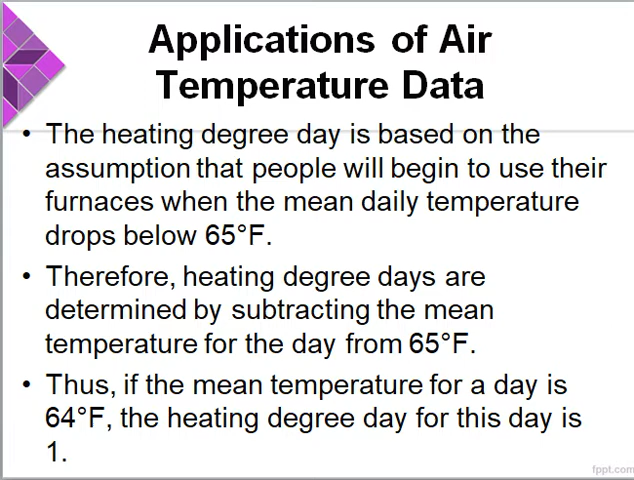 Applications of Air
Temperature Data
• The heating degree day is based on the
assumption that people will begin to use their
furnaces when the mean daily temperature
drops below 65°F.
• Therefore, heating degree days are
determined by subtracting the mean
temperature for the day from 65°F.
• Thus, if the mean temperature for a day is
64°F, the heating degree day for this day is
1.
fppt.com